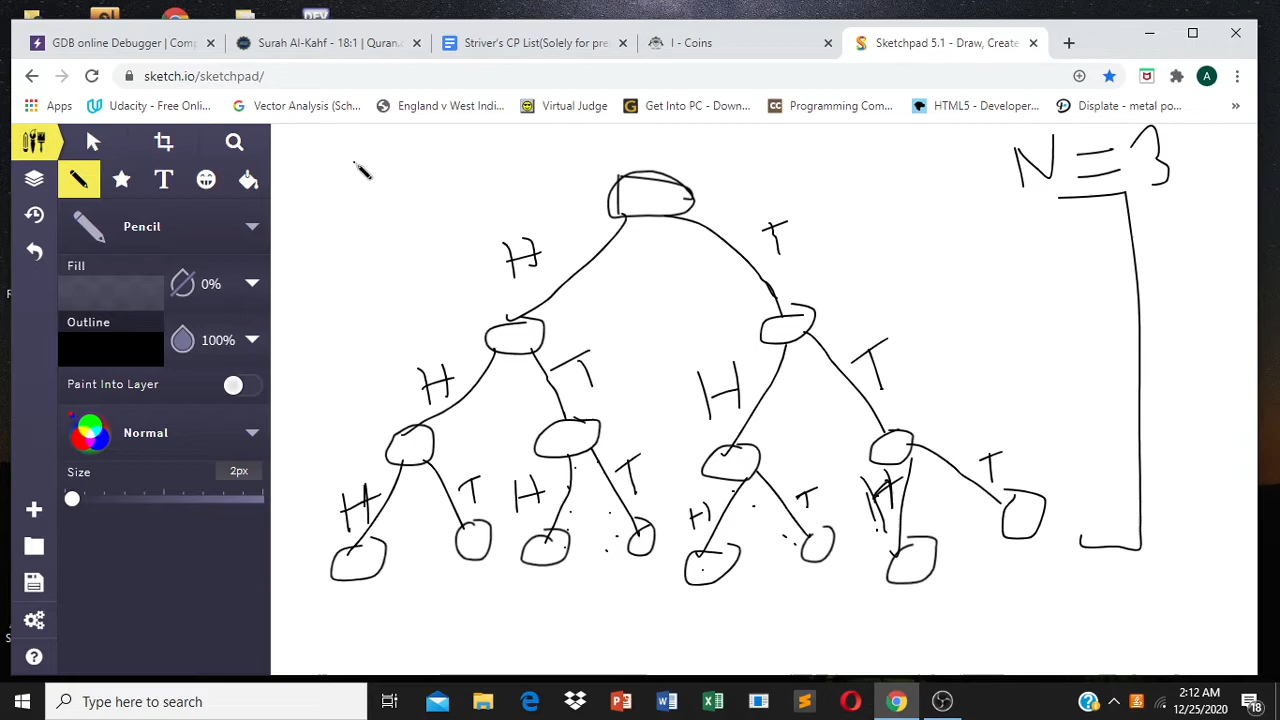 DEV
GDB online Debugger | Com
Surah Al-Kahf - 18:1 | Quran.c
Striver's CP List(Solely for pre
I - Coins
Sketchpad 5.1 - Draw, Create
sketch.io/sketchpad/
A
Apps
Udacity - Free Onli...
Vector Analysis (Sch...
England v West Indi...
Virtual Judge
Get Into PC - Down...
Programming Com...
HTML5 - Developer...
Displate - metal po...
»
Pencil
Fill
0%
Outline
100%
Paint Into Layer
Normal
Size
2px
N = 3
H T
H T H T
H T H T H T H T
Type here to search
2:12 AM
12/25/2020
18